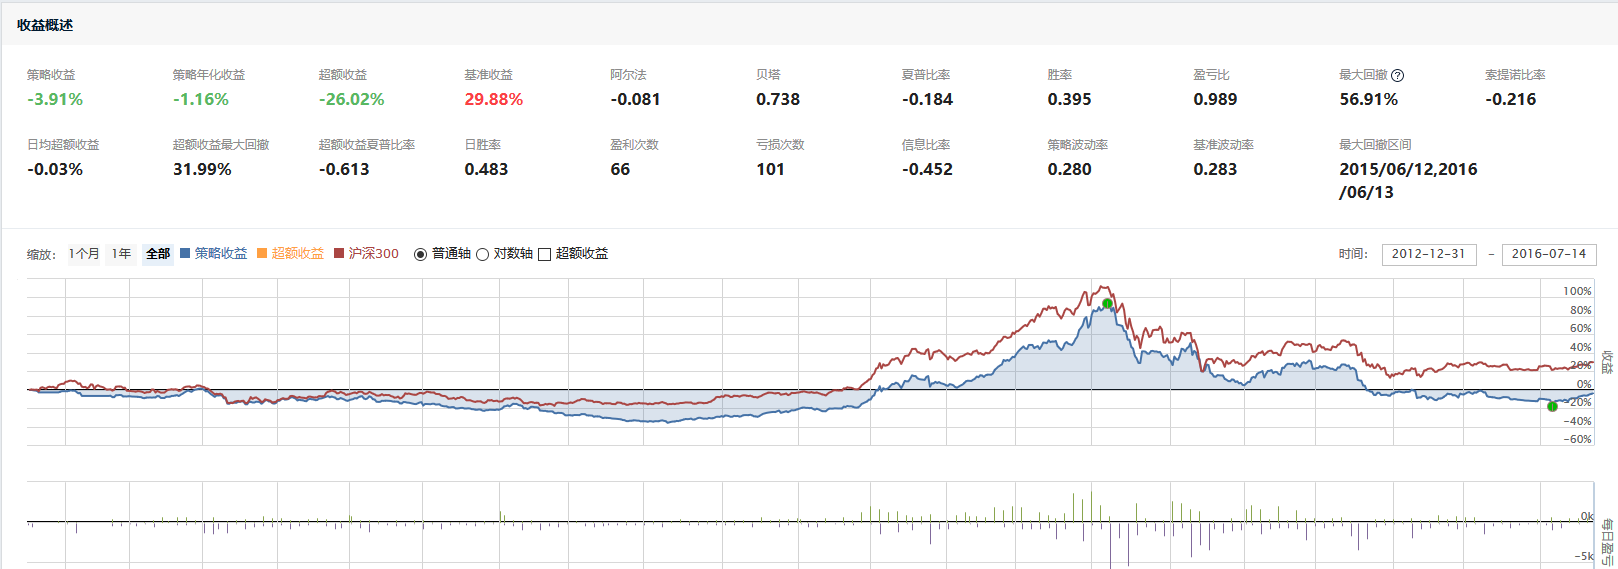 收益概述
策略收益 策略年化收益 超额收益 基准收益 阿尔法 贝塔 夏普比率 胜率 盈亏比 最大回撤 ? 索提诺比率
-3.91% -1.16% -26.02% 29.88% -0.081 0.738 -0.184 0.395 0.989 56.91% -0.216
日均超额收益 超额收益最大回撤 超额收益夏普比率 日胜率 盈利次数 亏损次数 信息比率 策略波动率 基准波动率 最大回撤区间
-0.03% 31.99% -0.613 0.483 66 101 -0.452 0.280 0.283 2015/06/12,2016
/06/13
缩放: 1个月 1年 全部 策略收益 超额收益 沪深300 普通轴 对数轴 超额收益 时间: 2012-12-31 - 2016-07-14
100%
80%
60%
40%
20%
0%
-20%
-40%
-60%
收益
0k
-5k
每日盈亏